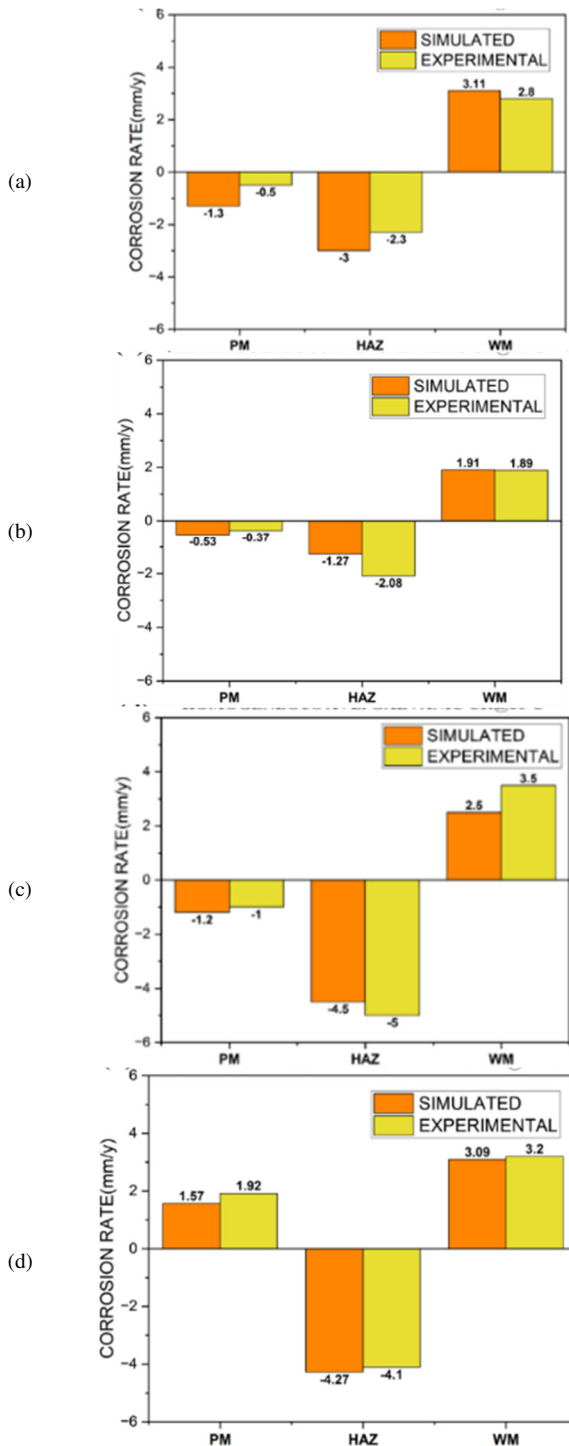 (a)
CORROSION RATE(mm/y)
6
4
2
0
−2
−4
−6
SIMULATED
EXPERIMENTAL
-1.3
-0.5
-3
-2.3
3.11
2.8
PM
HAZ
WM
(b)
CORROSION RATE(mm/y)
6
4
2
0
−2
−4
−6
SIMULATED
EXPERIMENTAL
-0.53
-0.37
-1.27
-2.08
1.91
1.89
PM
HAZ
WM
(c)
CORROSION RATE(mm/y)
6
4
2
0
−2
−4
−6
SIMULATED
EXPERIMENTAL
-1.2
-1
-4.5
-5
2.5
3.5
PM
HAZ
WM
(d)
CORROSION RATE(mm/y)
6
4
2
0
−2
−4
−6
SIMULATED
EXPERIMENTAL
1.57
1.92
-4.27
-4.1
3.09
3.2
PM
HAZ
WM